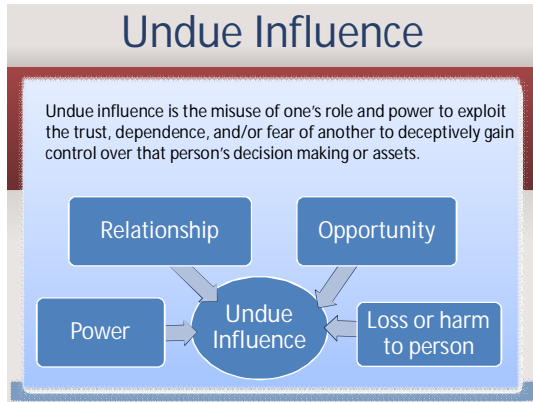 Undue Influence
Undue influence is the misuse of one's role and power to exploit
the trust, dependence, and/or fear of another to deceptively gain
control over that person's decision making or assets.
Relationship
Opportunity
Power
Undue
Influence
Loss or harm
to person